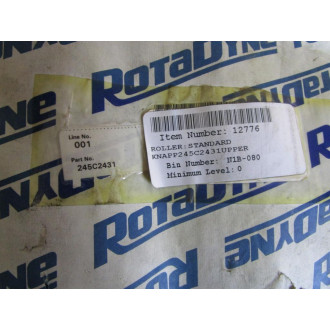 ROTADYNE
ROTADYNE
Line No.
001
Part No.
245C2431
Item Number: 12776
ROLLER:STANDARD
KNAPP245C2431UPPER
Bin Number: N1B-080
Minimum Level: 0
ROTADYNE